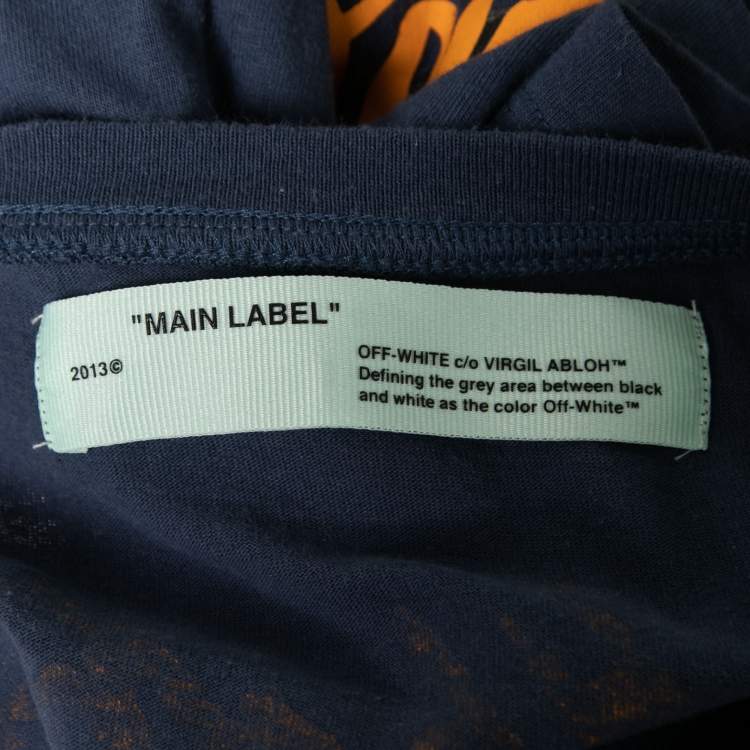 "MAIN LABEL"
2013©
OFF-WHITE c/o VIRGIL ABLOH™
Defining the grey area between black
and white as the color Off-White™